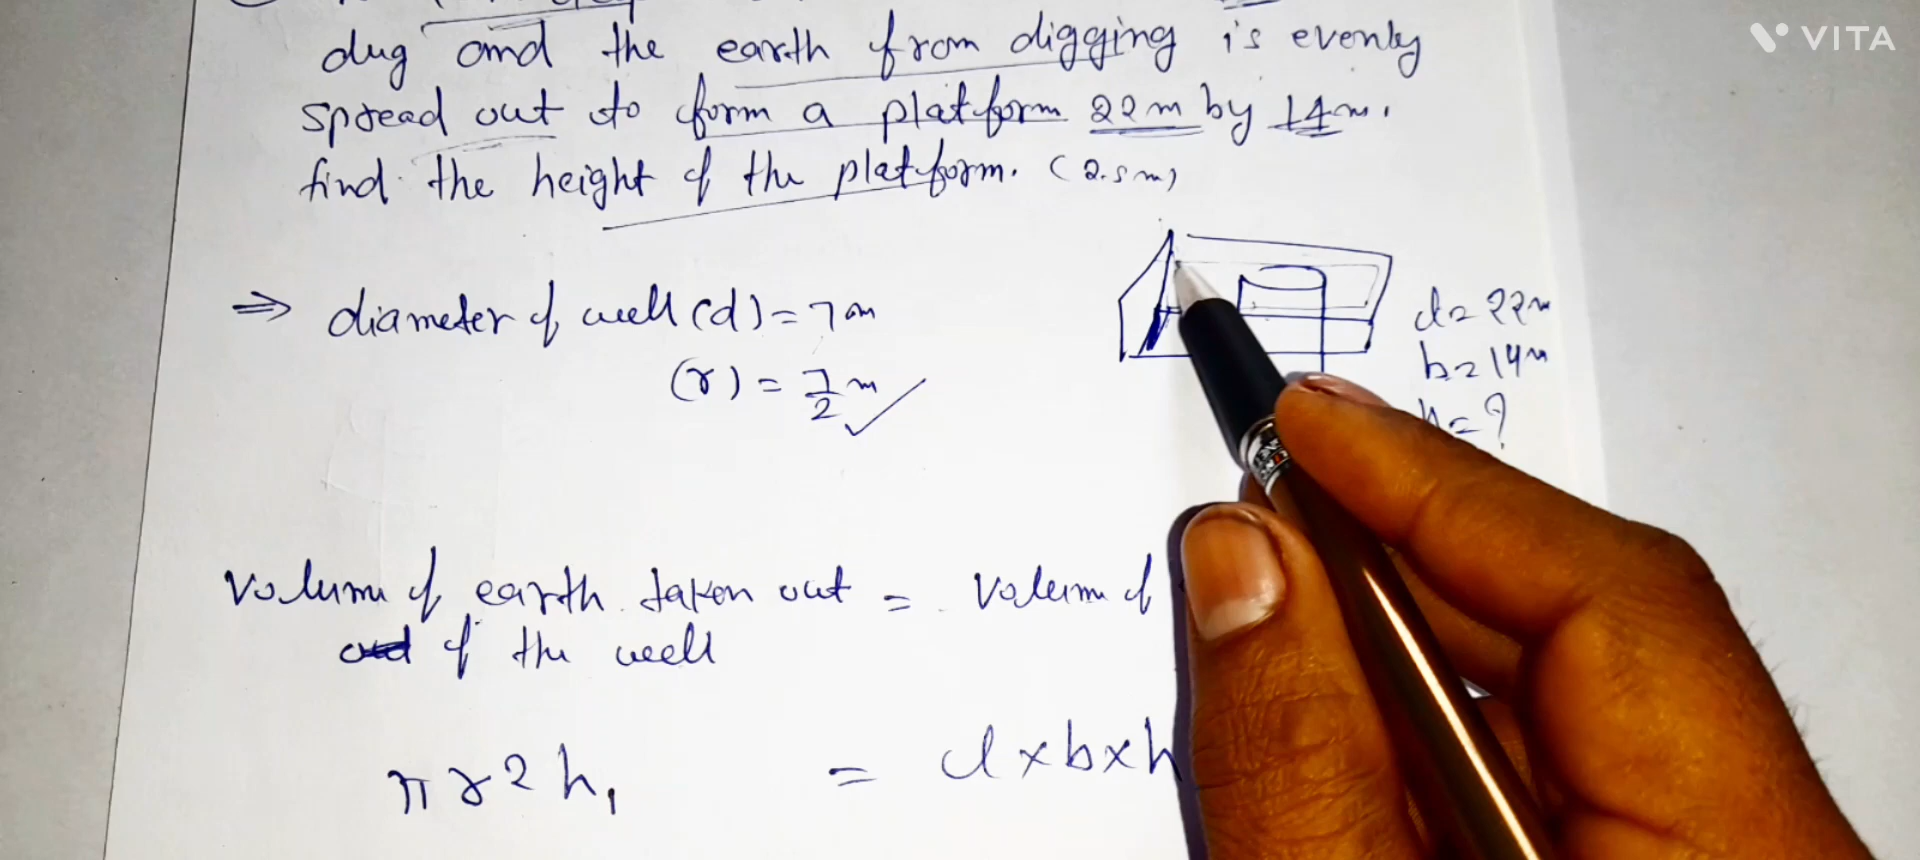 VITA
dug and the earth from digging is evenly
spread out to form a platform 22m by 14m.
find the height of the platform. (2.5m)
⇒ diameter of well (d) = 7m
(r) = 7/2 m
l = 22m
b = 14m
h = ?
Volum of earth taken out = Volum of
of the well
πr2h1 = l×b×h